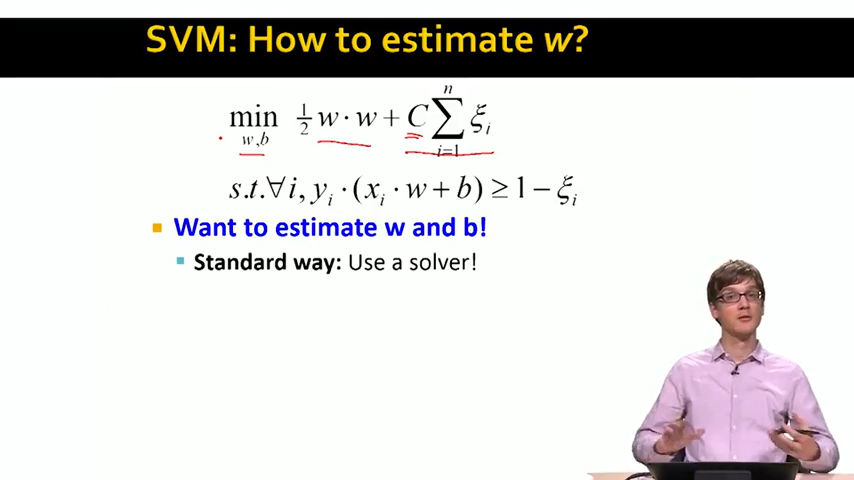 SVM: How to estimate w?
min w,b ½ w · w + C ∑ i=1 n ξi
s.t.∀i, yi · (xi · w + b) ≥ 1 − ξi
Want to estimate w and b!
Standard way: Use a solver!